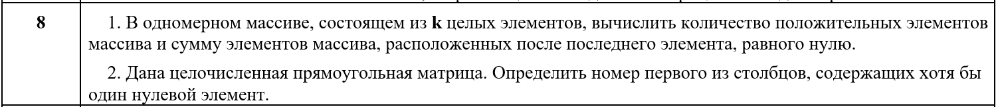 8
1. В одномерном массиве, состоящем из k целых элементов, вычислить количество положительных элементов
массива и сумму элементов массива, расположенных после последнего элемента, равного нулю.
2. Дана целочисленная прямоугольная матрица. Определить номер первого из столбцов, содержащих хотя бы
один нулевой элемент.